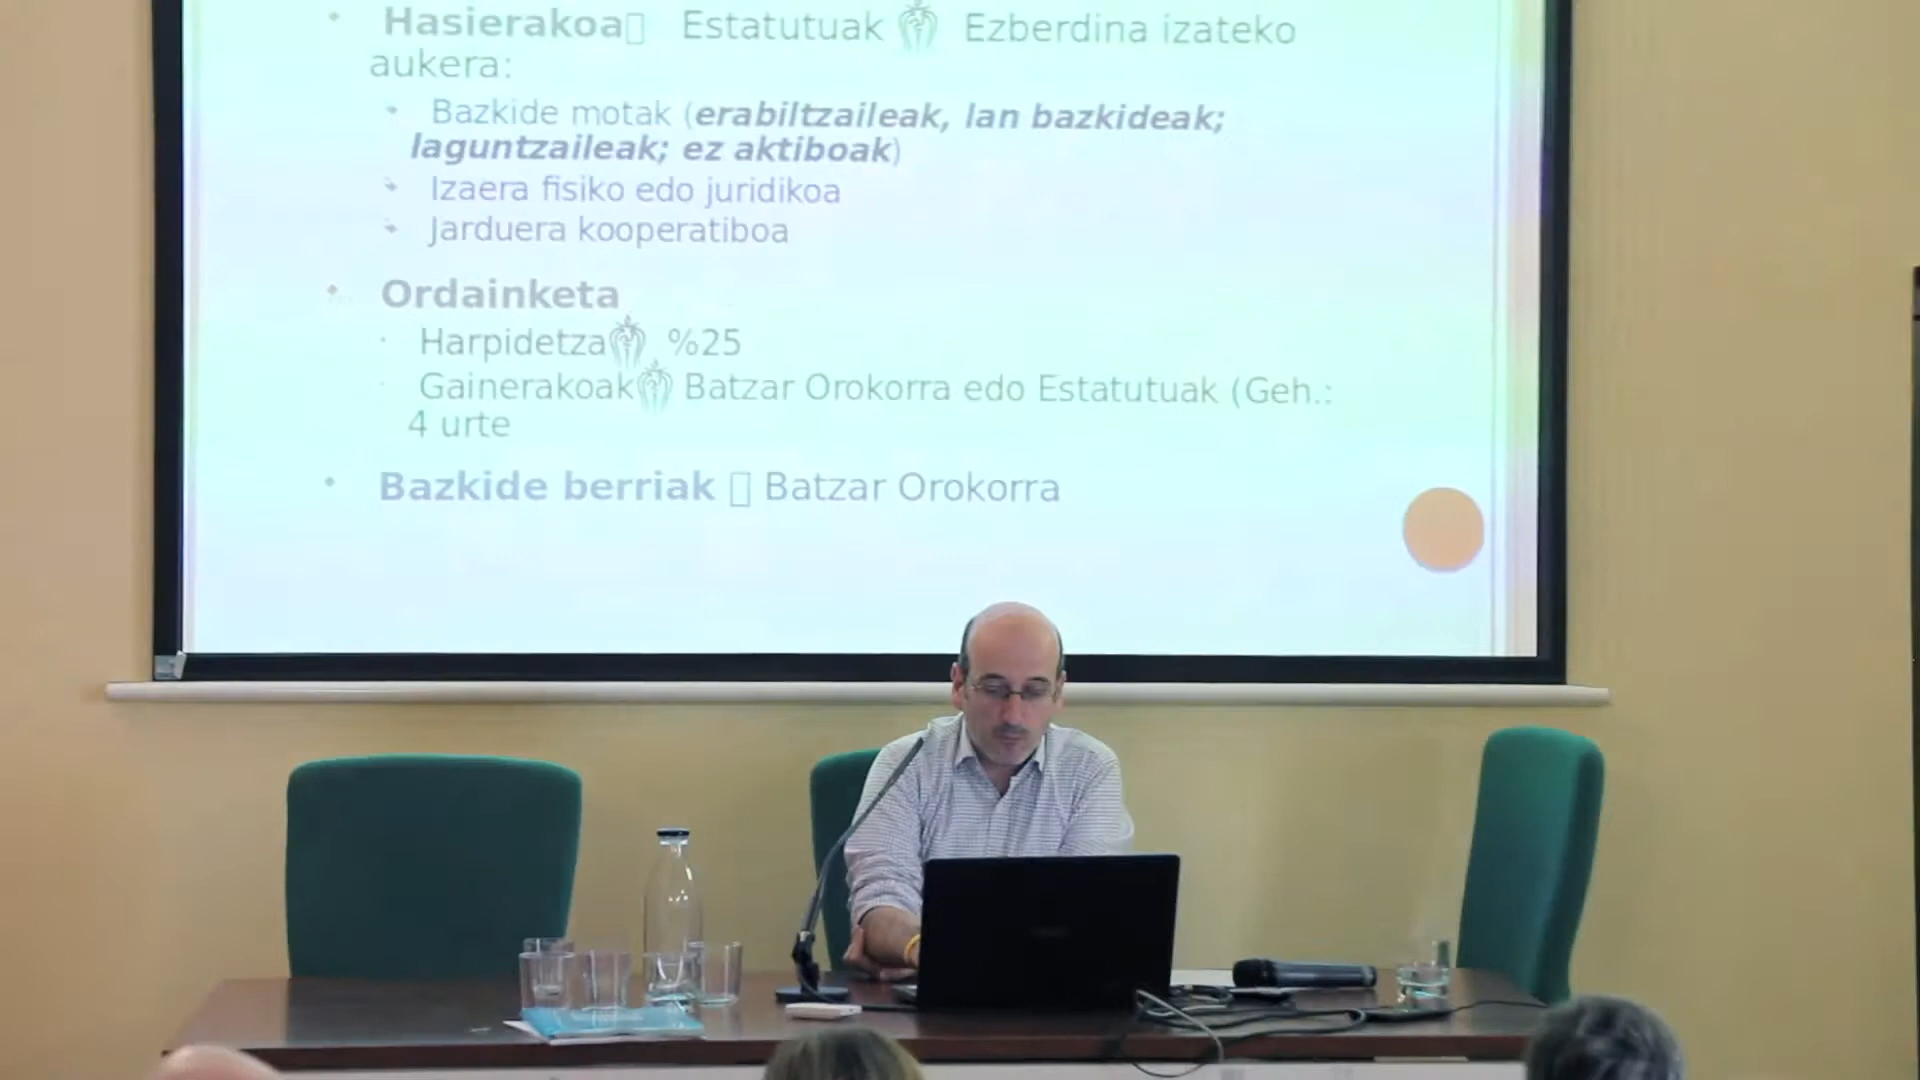 Hasierakoa Estatutuak Ezberdina izateko
aukera:
Bazkide motak (erabiltzaileak, lan bazkideak;
laguntzaileak; ez aktiboak)
Izaera fisiko edo juridikoa
Jarduera kooperatiboa
Ordainketa
Harpidetza %25
Gainerakoak Batzar Orokorra edo Estatutuak (Geh.:
4 urte
Bazkide berriak Batzar Orokorra